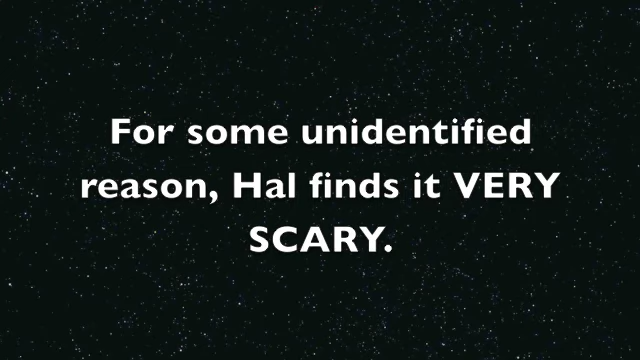 For some unidentified
reason, Hal finds it VERY
SCARY.